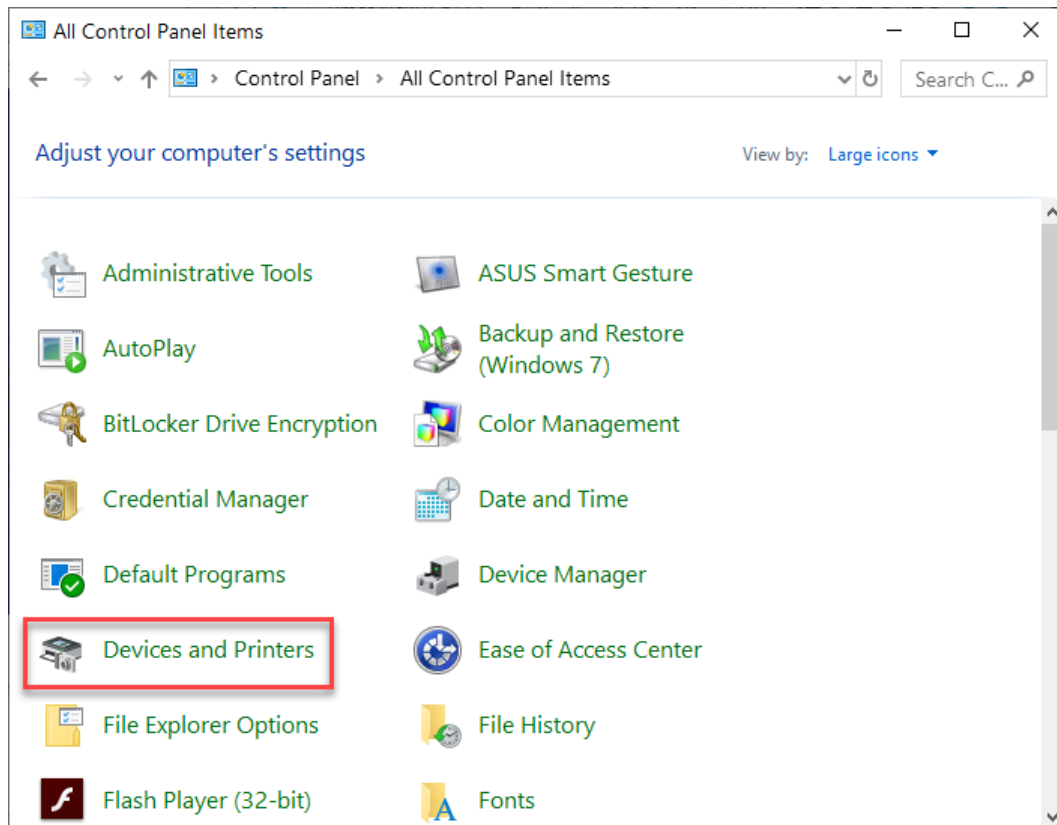 All Control Panel Items
Control Panel > All Control Panel Items
Search C...
Adjust your computer's settings
View by: Large icons
Administrative Tools
ASUS Smart Gesture
AutoPlay
Backup and Restore
(Windows 7)
BitLocker Drive Encryption
Color Management
Credential Manager
Date and Time
Default Programs
Device Manager
Devices and Printers
Ease of Access Center
File Explorer Options
File History
Flash Player (32-bit)
Fonts